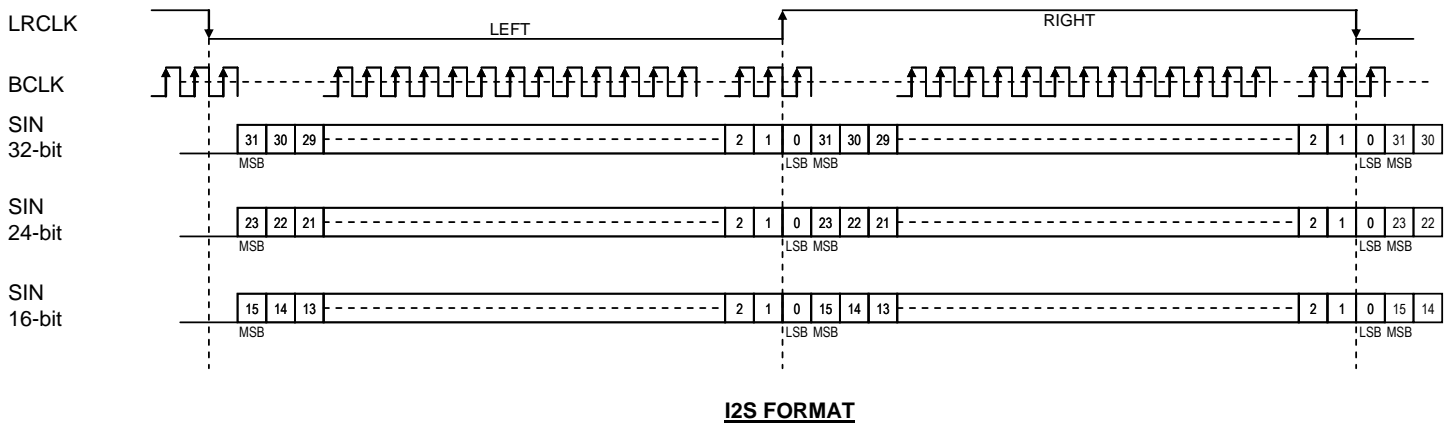 LRCLK
LEFT
RIGHT
BCLK
SIN
32-bit
31 30 29 2 1 0 31 30 29 2 1 0 31 30
MSB LSB MSB LSB MSB
SIN
24-bit
23 22 21 2 1 0 23 22 21 2 1 0 23 22
MSB LSB MSB LSB MSB
SIN
16-bit
15 14 13 2 1 0 15 14 13 2 1 0 15 14
MSB LSB MSB LSB MSB
I2S FORMAT